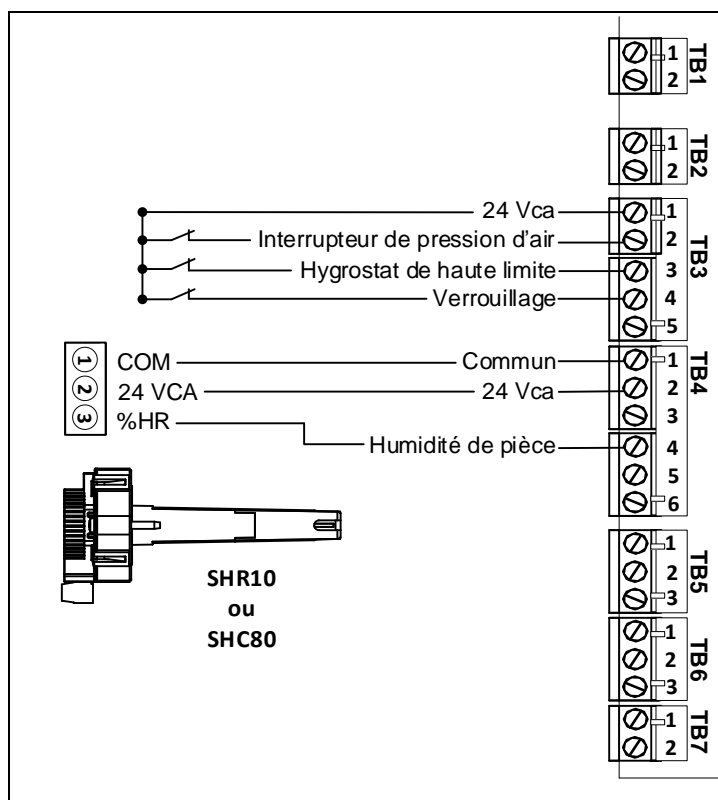 1
2
TB1
1
2
TB2
24 Vca
1
Interrupteur de pression d'air
2
Hygrostat de haute limite
3
Verrouillage
4
5
TB3
1
COM
Commun
1
2
24 VCA
24 Vca
2
3
%HR
3
Humidité de pièce
4
5
6
TB4
SHR10
ou
SHC80
1
2
3
TB5
1
2
3
TB6
1
2
TB7